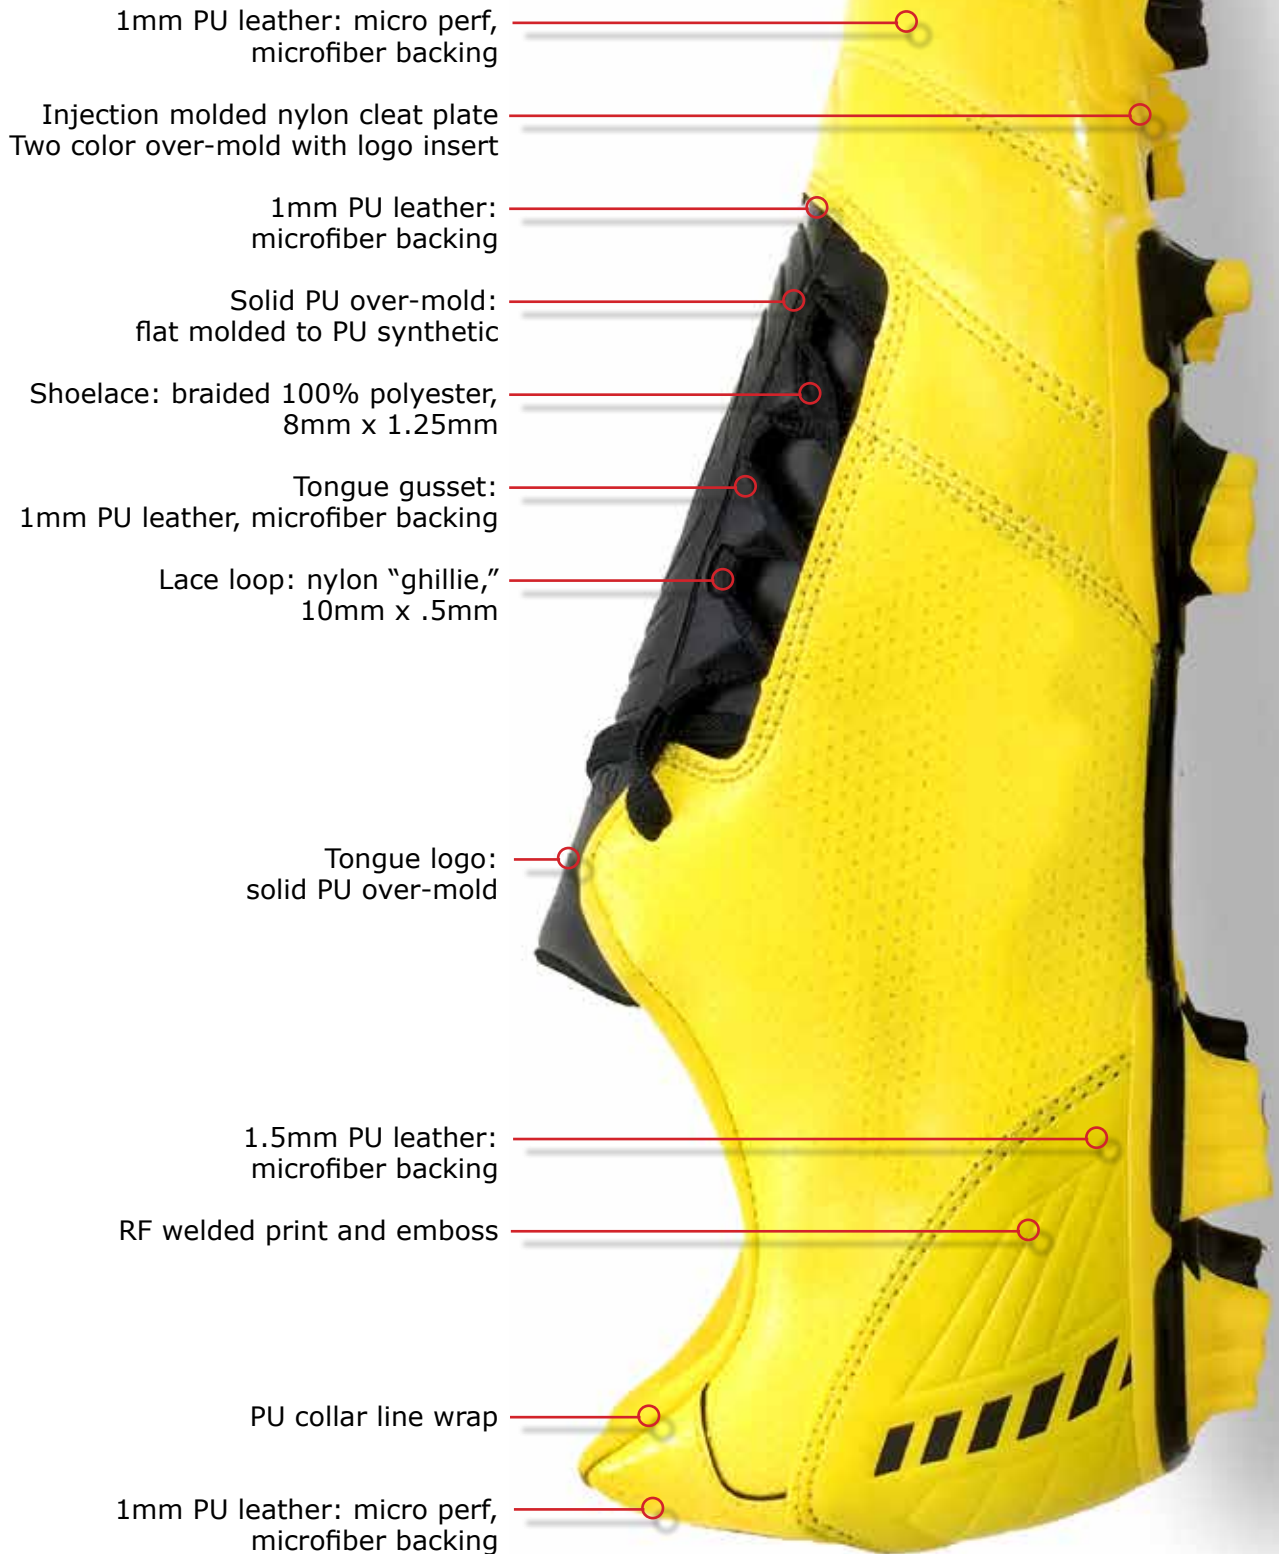 1mm PU leather: micro perf,
microfiber backing
Injection molded nylon cleat plate
Two color over-mold with logo insert
1mm PU leather:
microfiber backing
Solid PU over-mold:
flat molded to PU synthetic
Shoelace: braided 100% polyester,
8mm x 1.25mm
Tongue gusset:
1mm PU leather, microfiber backing
Lace loop: nylon “ghillie,”
10mm x .5mm
Tongue logo:
solid PU over-mold
1.5mm PU leather:
microfiber backing
RF welded print and emboss
PU collar line wrap
1mm PU leather: micro perf,
microfiber backing